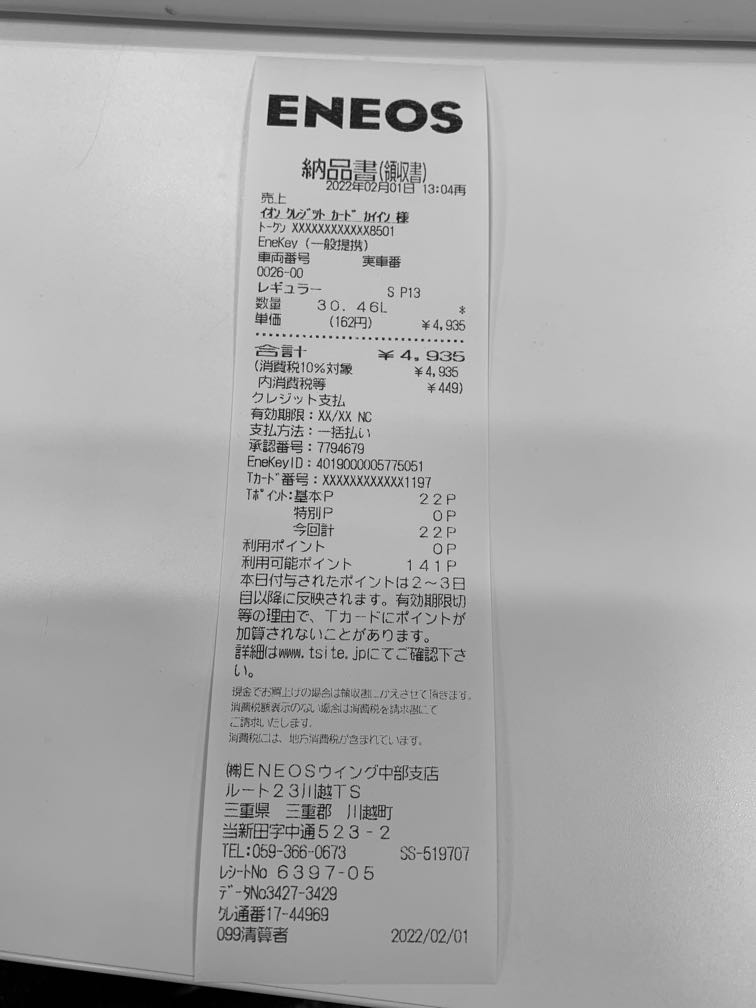 ENEOS
納品書(領収書)
2022年02月01日 13:04再
売上
イオン クレジット カード カイイン 様
トークン XXXXXXXXXXXX8501
EneKey (一般提携)
車両番号 実車番
0026-00
レギュラー S P13
数量 30.46L *
単価 (162円) ¥4,935
合計 ¥4,935
(消費税10%対象 ¥4,935
内消費税等 ¥449)
クレジット支払
有効期限:XX/XX NC
支払方法:一括払い
承認番号:7794679
EneKeyID:4019000005775051
Tカード番号:XXXXXXXXXXXX1197
Tポイント:基本P 22P
特別P 0P
今回計 22P
利用ポイント 0P
利用可能ポイント 141P
本日付与されたポイントは2~3日
目以降に反映されます。有効期限切
等の理由で、Tカードにポイントが
加算されないことがあります。
詳細はwww.tsite.jpにてご確認下さ
い。
現金でお買上げの場合は領収書にかえさせて頂きます。
消費税額表示のない場合は消費税を請求書にて
ご請求いたします。
消費税には、地方消費税が含まれています。
㈱ENEOSウイング中部支店
ルート23川越TS
三重県 三重郡 川越町
当新田字中通523-2
TEL:059-366-0673 SS-519707
レシートNo 6397-05
データNo3427-3429
クレ通番17-44969
099清算者 2022/02/01